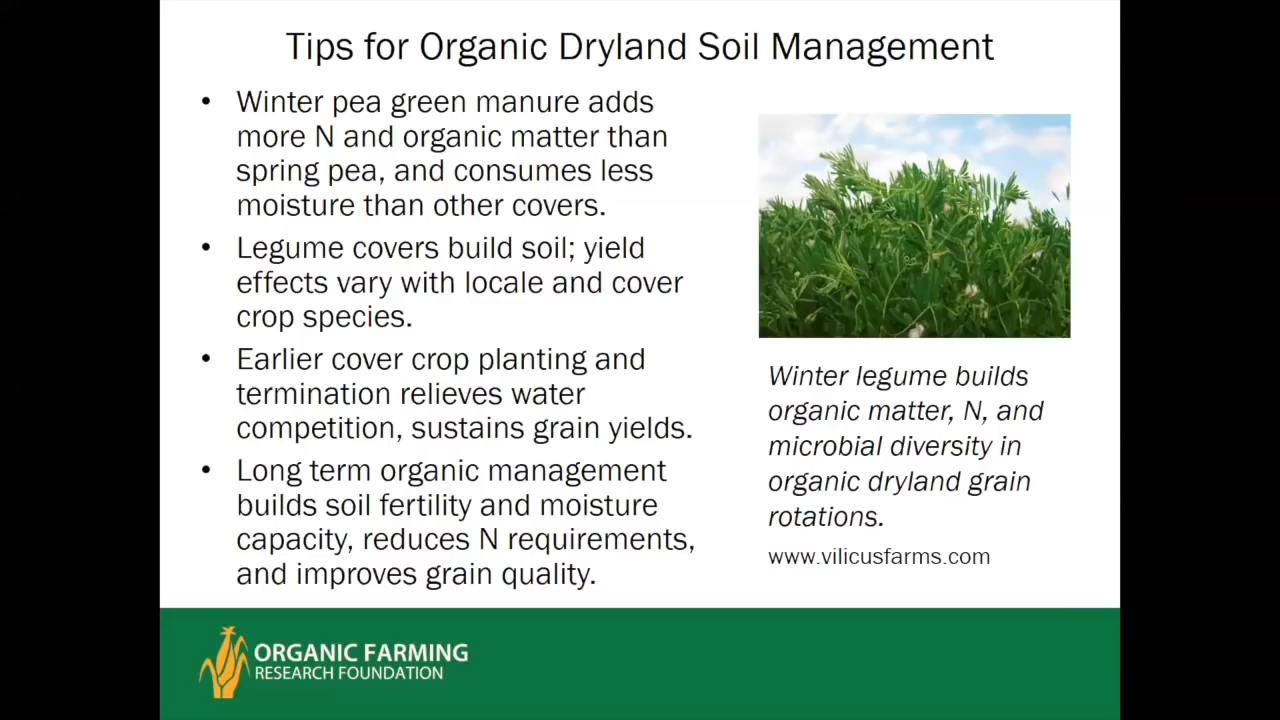 Tips for Organic Dryland Soil Management
• Winter pea green manure adds
more N and organic matter than
spring pea, and consumes less
moisture than other covers.
• Legume covers build soil; yield
effects vary with locale and cover
crop species.
• Earlier cover crop planting and
termination relieves water
competition, sustains grain yields.
• Long term organic management
builds soil fertility and moisture
capacity, reduces N requirements,
and improves grain quality.
Winter legume builds
organic matter, N, and
microbial diversity in
organic dryland grain
rotations.
www.vilicusfarms.com
ORGANIC FARMING
RESEARCH FOUNDATION